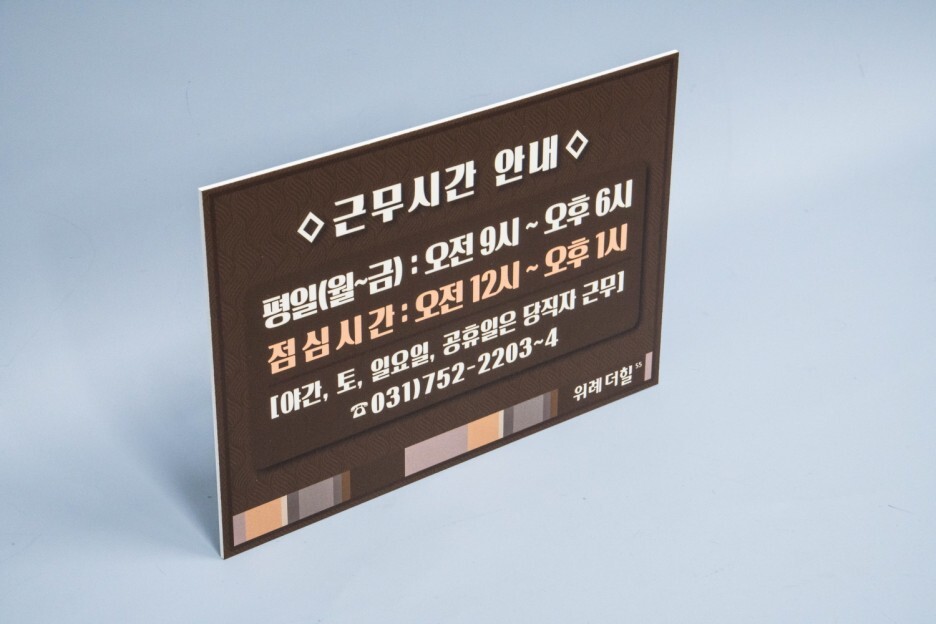 ◇근무시간 안내◇
평일(월~금) : 오전 9시 ~ 오후 6시
점 심 시 간 : 오전 12시 ~ 오후 1시
[야간, 토, 일요일, 공휴일은 당직자 근무]
☎031)752-2203~4
위례 더힐 55